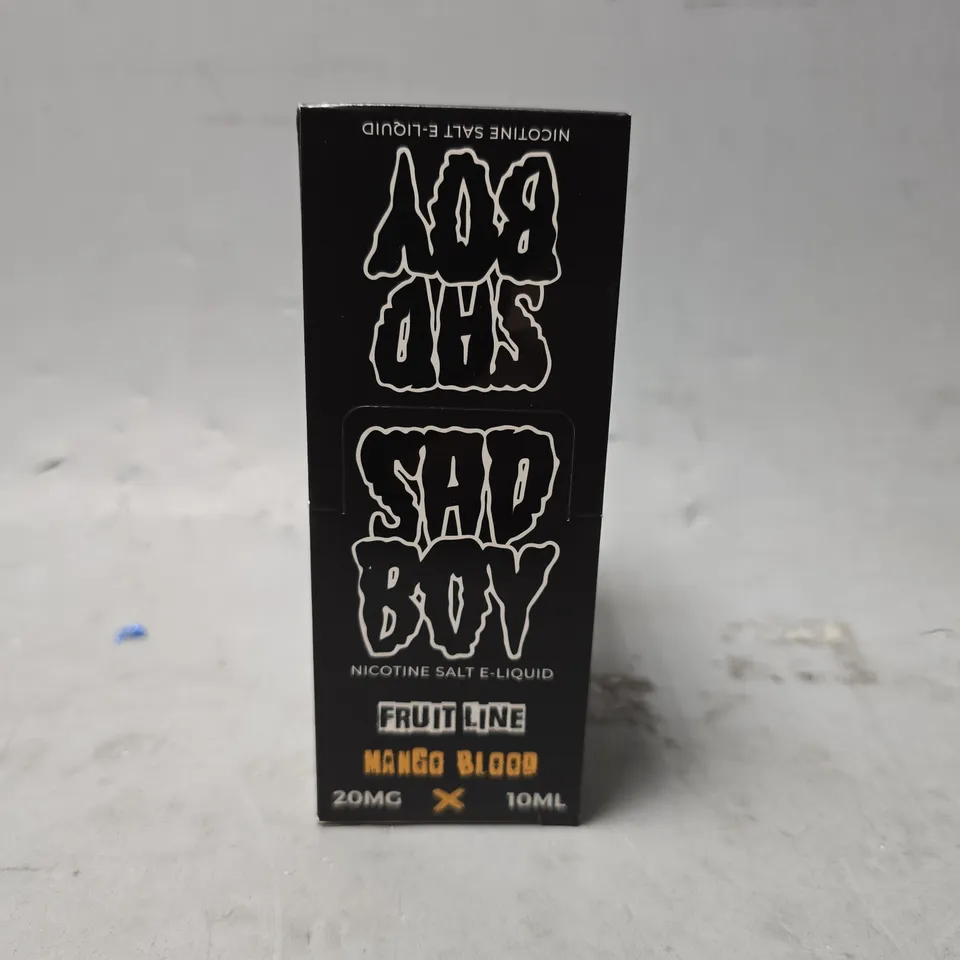 NICOTINE SALT E-LIQUID
SAD
BOY
SAD
BOY
NICOTINE SALT E-LIQUID
FRUIT LINE
MANGO BLOOD
20MG X 10ML